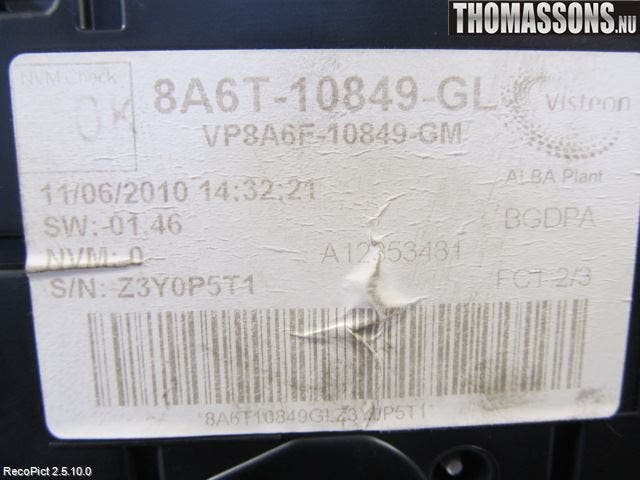 THOMASSONS.NU
NVM Check
OK
8A6T-10849-GL
VP8A6F-10849-GM
Visteon
ALBA Plant
11/06/2010 14:32:21
SW:-01.46
BGDPA
NVM:-0
A12353481
S/N: Z3Y0P5T1
FCT-2/3
8A6T10849GLZ3Y0P5T1
RecoPict 2.5.10.0